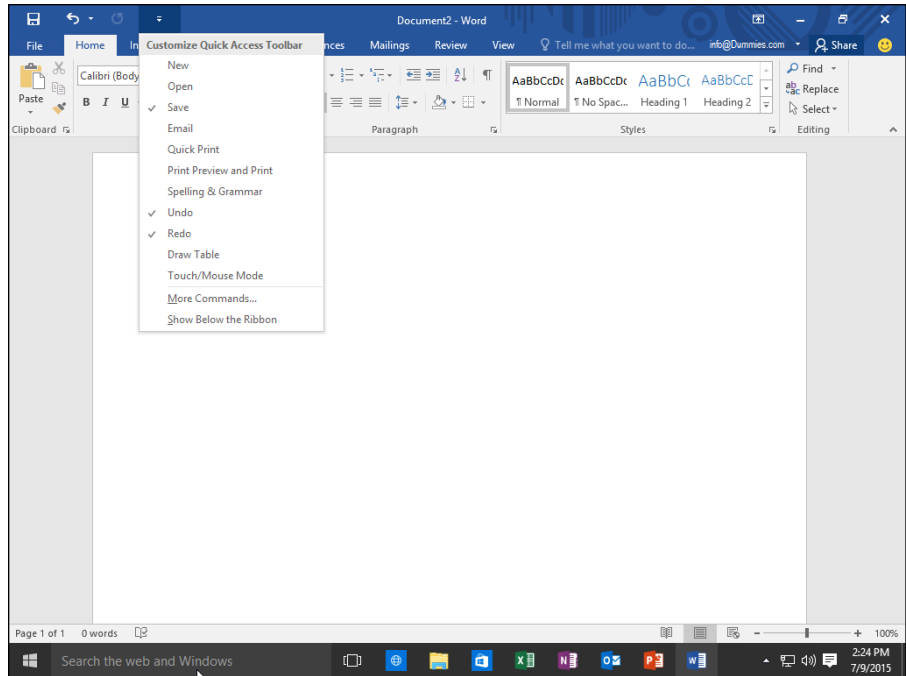 Document2 - Word
File Home In nces Mailings Review View Tell me what you want to do... info@Dummies.com Share
Customize Quick Access Toolbar
New
Open
Save
Email
Quick Print
Print Preview and Print
Spelling & Grammar
Undo
Redo
Draw Table
Touch/Mouse Mode
More Commands...
Show Below the Ribbon
Calibri (Body
Paste
B I U
Clipboard
Paragraph
AaBbCcDc AaBbCcDc AaBbCc AaBbCcC
¶ Normal ¶ No Spac... Heading 1 Heading 2
Styles
Find
Replace
Select
Editing
Page 1 of 1 0 words 100%
Search the web and Windows
2:24 PM
7/9/2015